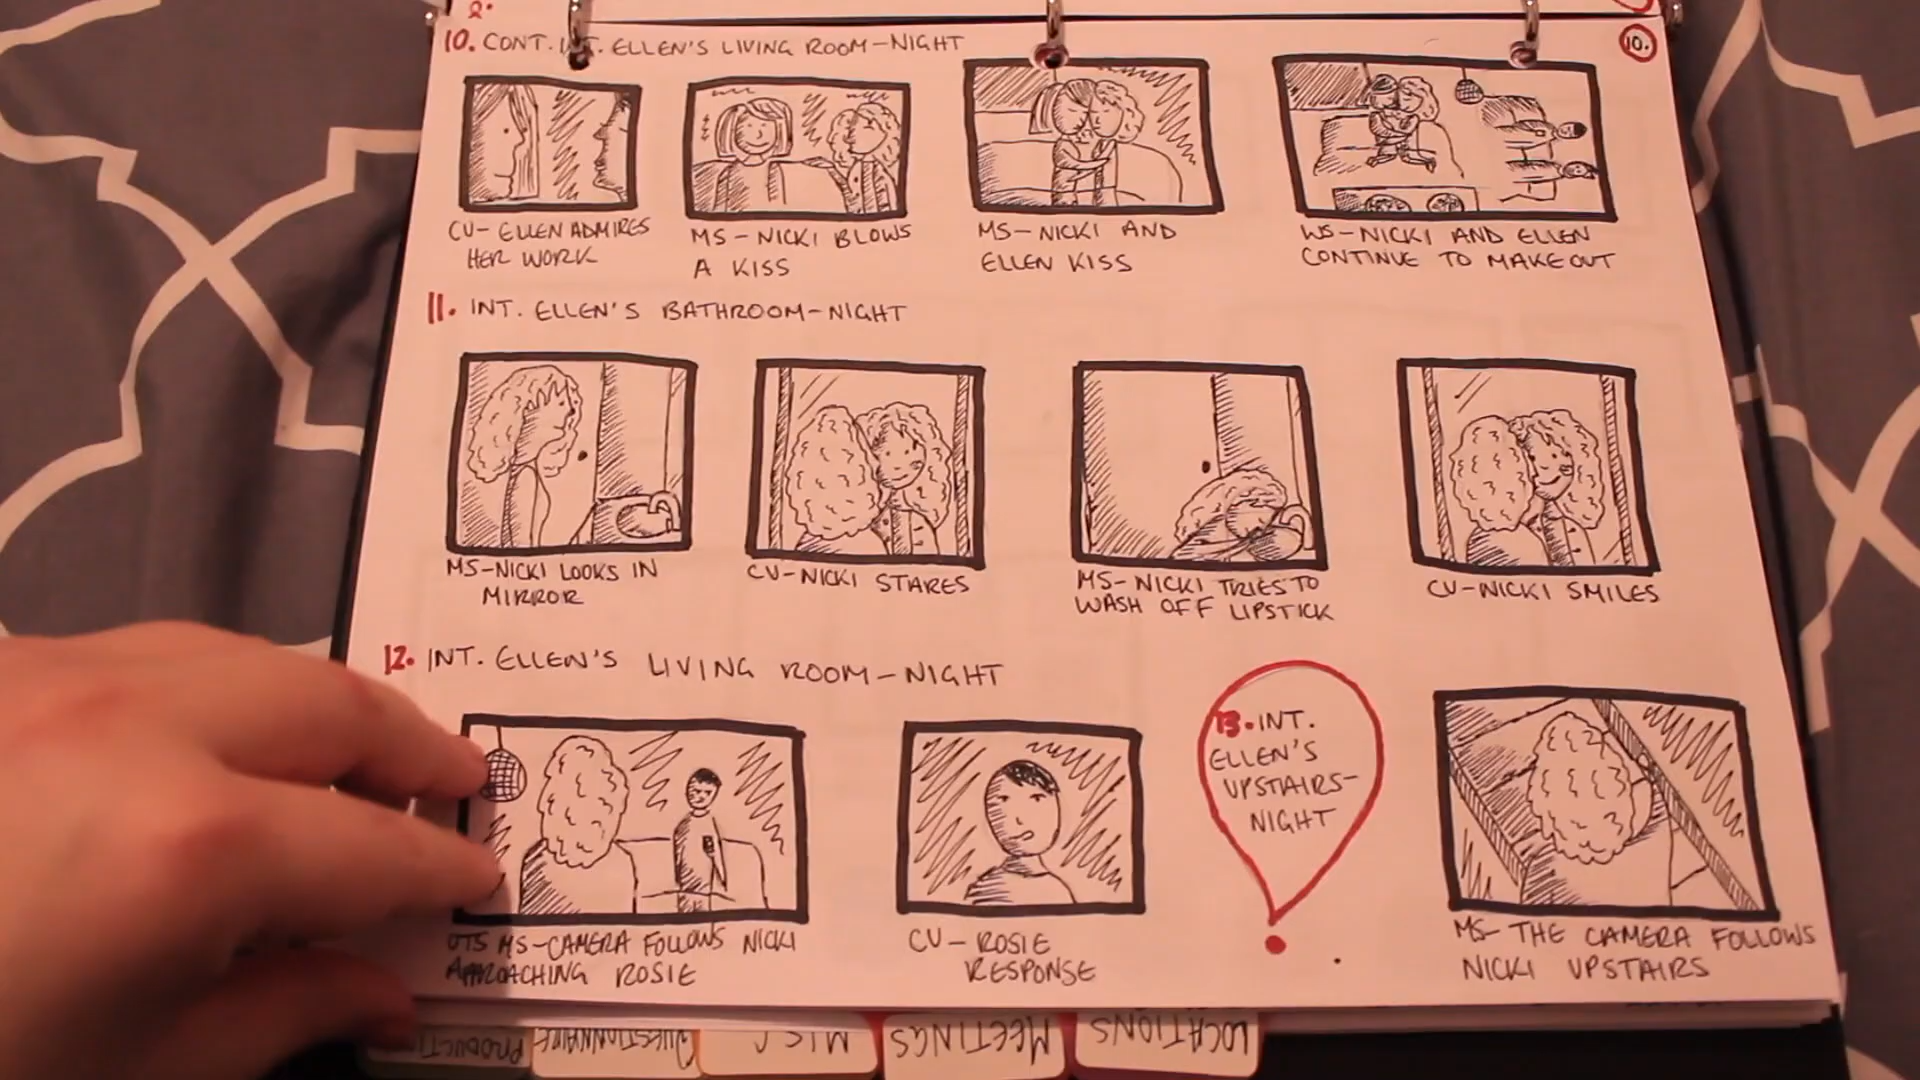 10. CONT. INT. ELLEN'S LIVING ROOM-NIGHT
10.
CU- ELLEN ADMIRES
HER WORK
MS-NICKI BLOWS
A KISS
MS-NICKI AND
ELLEN KISS
WS-NICKI AND ELLEN
CONTINUE TO MAKEOUT
11. INT. ELLEN'S BATHROOM-NIGHT
MS-NICKI LOOKS IN
MIRROR
CU-NICKI STARES
MS-NICKI TRIES TO
WASH OFF LIPSTICK
CU-NICKI SMILES
12. INT. ELLEN'S LIVING ROOM-NIGHT
13. INT.
ELLEN'S
UPSTAIRS-
NIGHT
OTS MS-CAMERA FOLLOWS NICKI
APPROACHING ROSIE
CU- ROSIE
RESPONSE
MS- THE CAMERA FOLLOWS
NICKI UPSTAIRS
QUESTIONNAIRE
MISC
MEETINGS
LOCATIONS